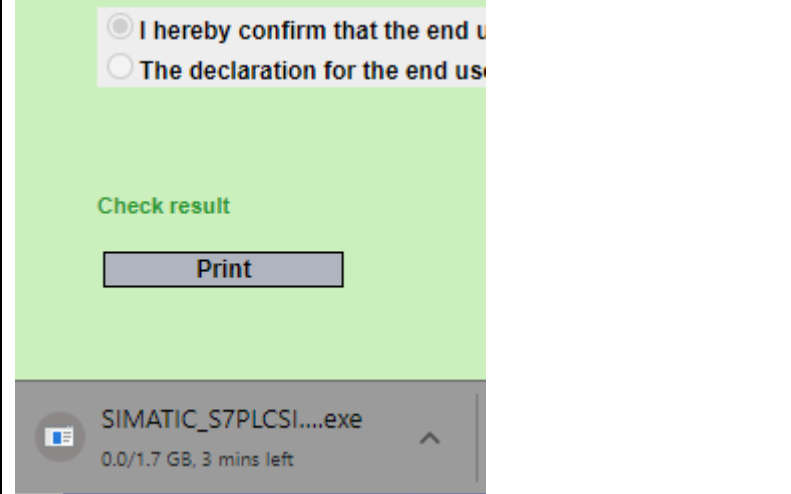 I hereby confirm that the end
The declaration for the end
Check result
Print
SIMATIC_S7PLCSI....exe
0.0/1.7 GB, 3 mins left